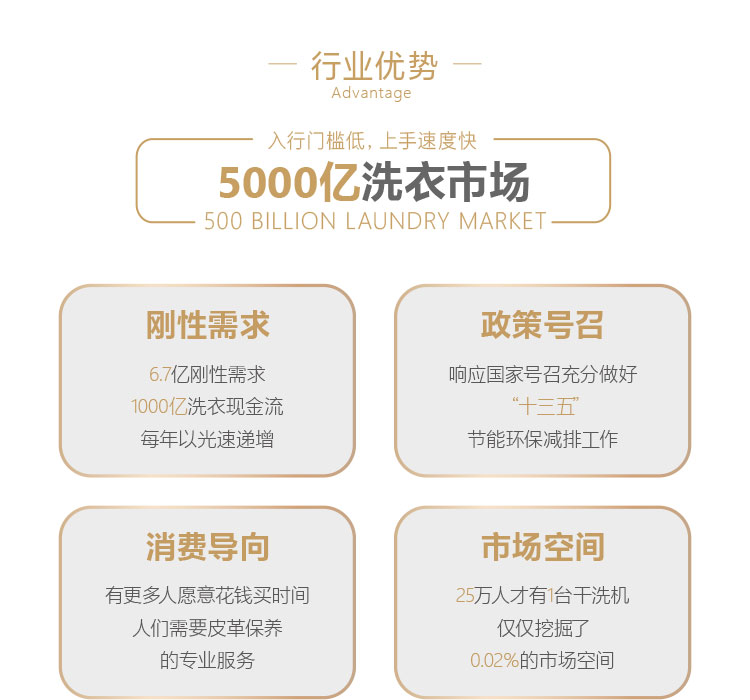 行业优势
Advantage
入行门槛低, 上手速度快
5000亿洗衣市场
500 BILLION LAUNDRY MARKET
刚性需求
6.7亿刚性需求
1000亿洗衣现金流
每年以光速递增
政策号召
响应国家号召充分做好
“十三五”
节能环保减排工作
消费导向
有更多人愿意花钱买时间
人们需要皮革保养
的专业服务
市场空间
25万人才有1台干洗机
仅仅挖掘了
0.02%的市场空间